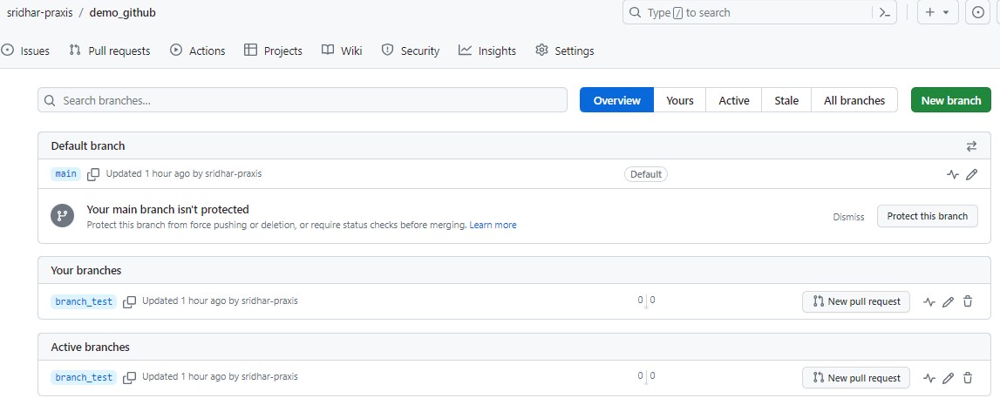 sridhar-praxis / demo_github
Type / to search
Issues Pull requests Actions Projects Wiki Security Insights Settings
Search branches... Overview Yours Active Stale All branches New branch
Default branch
main Updated 1 hour ago by sridhar-praxis Default
Your main branch isn't protected
Protect this branch from force pushing or deletion, or require status checks before merging. Learn more
Dismiss Protect this branch
Your branches
branch_test Updated 1 hour ago by sridhar-praxis 0 0 New pull request
Active branches
branch_test Updated 1 hour ago by sridhar-praxis 0 0 New pull request